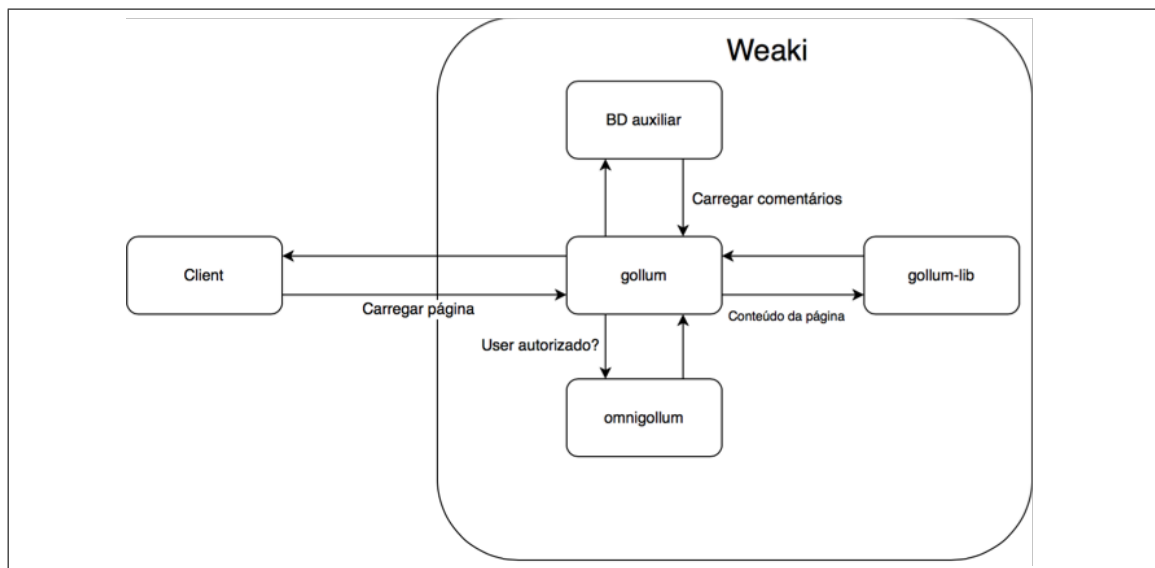 Weaki
BD auxiliar
Carregar comentários
Client
gollum
gollum-lib
Carregar página
Conteúdo da página
User autorizado?
omnigollum